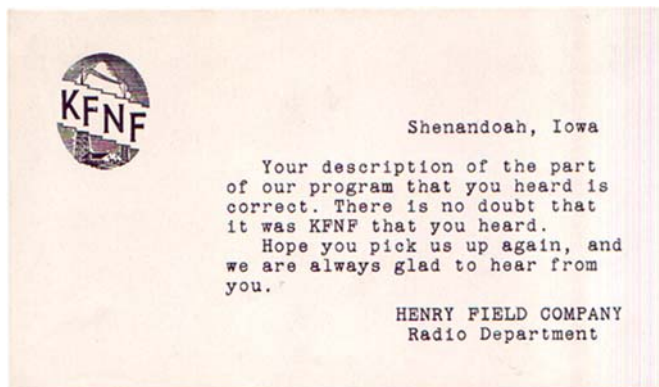 KFNF
Shenandoah, Iowa
Your description of the part
of our program that you heard is
correct. There is no doubt that
it was KFNF that you heard.
Hope you pick us up again, and
we are always glad to hear from
you.
HENRY FIELD COMPANY
Radio Department